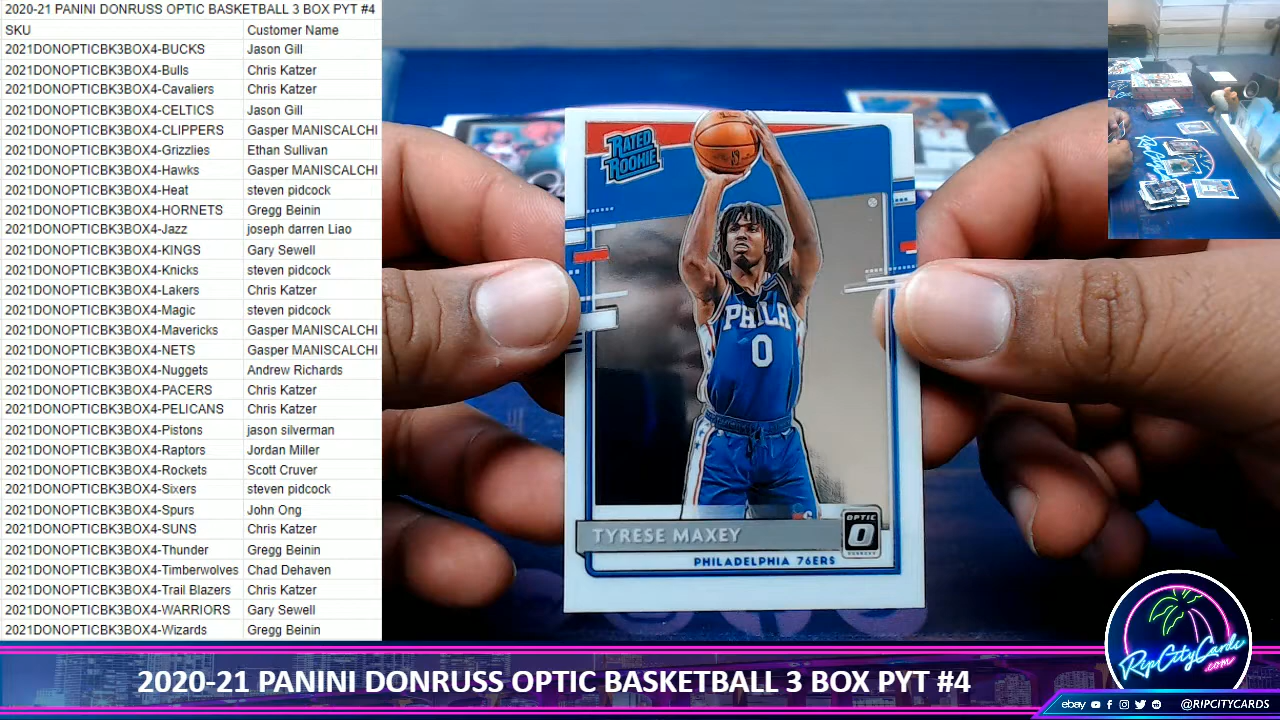 2020-21 PANINI DONRUSS OPTIC BASKETBALL 3 BOX PYT #4
SKU Customer Name
2021DONOPTICBK3BOX4-BUCKS Jason Gill
2021DONOPTICBK3BOX4-Bulls Chris Katzer
2021DONOPTICBK3BOX4-Cavaliers Chris Katzer
2021DONOPTICBK3BOX4-CELTICS Jason Gill
2021DONOPTICBK3BOX4-CLIPPERS Gasper MANISCALCHI
2021DONOPTICBK3BOX4-Grizzlies Ethan Sullivan
2021DONOPTICBK3BOX4-Hawks Gasper MANISCALCHI
2021DONOPTICBK3BOX4-Heat steven pidcock
2021DONOPTICBK3BOX4-HORNETS Gregg Beinin
2021DONOPTICBK3BOX4-Jazz joseph darren Liao
2021DONOPTICBK3BOX4-KINGS Gary Sewell
2021DONOPTICBK3BOX4-Knicks steven pidcock
2021DONOPTICBK3BOX4-Lakers Chris Katzer
2021DONOPTICBK3BOX4-Magic steven pidcock
2021DONOPTICBK3BOX4-Mavericks Gasper MANISCALCHI
2021DONOPTICBK3BOX4-NETS Gasper MANISCALCHI
2021DONOPTICBK3BOX4-Nuggets Andrew Richards
2021DONOPTICBK3BOX4-PACERS Chris Katzer
2021DONOPTICBK3BOX4-PELICANS Chris Katzer
2021DONOPTICBK3BOX4-Pistons jason silverman
2021DONOPTICBK3BOX4-Raptors Jordan Miller
2021DONOPTICBK3BOX4-Rockets Scott Cruver
2021DONOPTICBK3BOX4-Sixers steven pidcock
2021DONOPTICBK3BOX4-Spurs John Ong
2021DONOPTICBK3BOX4-SUNS Chris Katzer
2021DONOPTICBK3BOX4-Thunder Gregg Beinin
2021DONOPTICBK3BOX4-Timberwolves Chad Dehaven
2021DONOPTICBK3BOX4-Trail Blazers Chris Katzer
2021DONOPTICBK3BOX4-WARRIORS Gary Sewell
2021DONOPTICBK3BOX4-Wizards Gregg Beinin
RATED
ROOKIE
PHILA
0
TYRESE MAXEY
OPTIC
O
PHILADELPHIA 76ERS
RipCityCards
.com
2020-21 PANINI DONRUSS OPTIC BASKETBALL 3 BOX PYT #4
ebay @RIPCITYCARDS